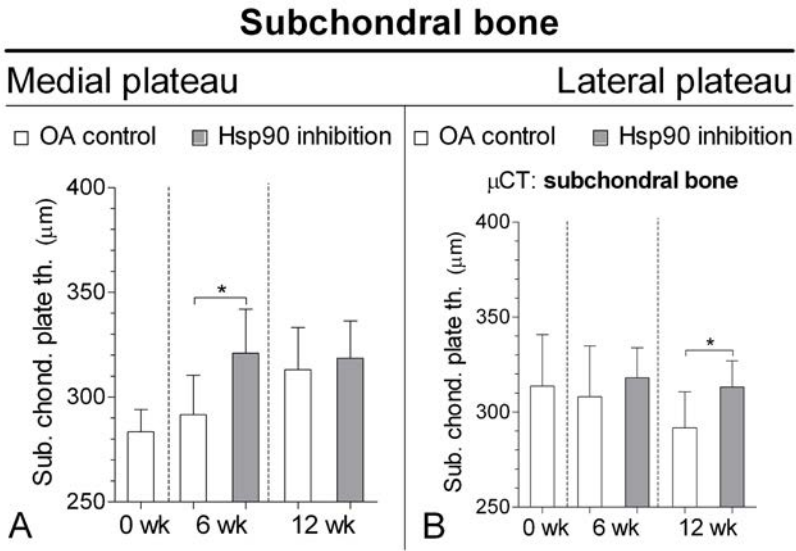 Subchondral bone
Medial plateau
Lateral plateau
OA control Hsp90 inhibition
OA control Hsp90 inhibition
μCT: subchondral bone
Sub. chond. plate th. (μm)
400
350
300
250
*
0 wk 6 wk 12 wk
A
Sub. chond. plate th. (μm)
400
350
300
250
*
0 wk 6 wk 12 wk
B